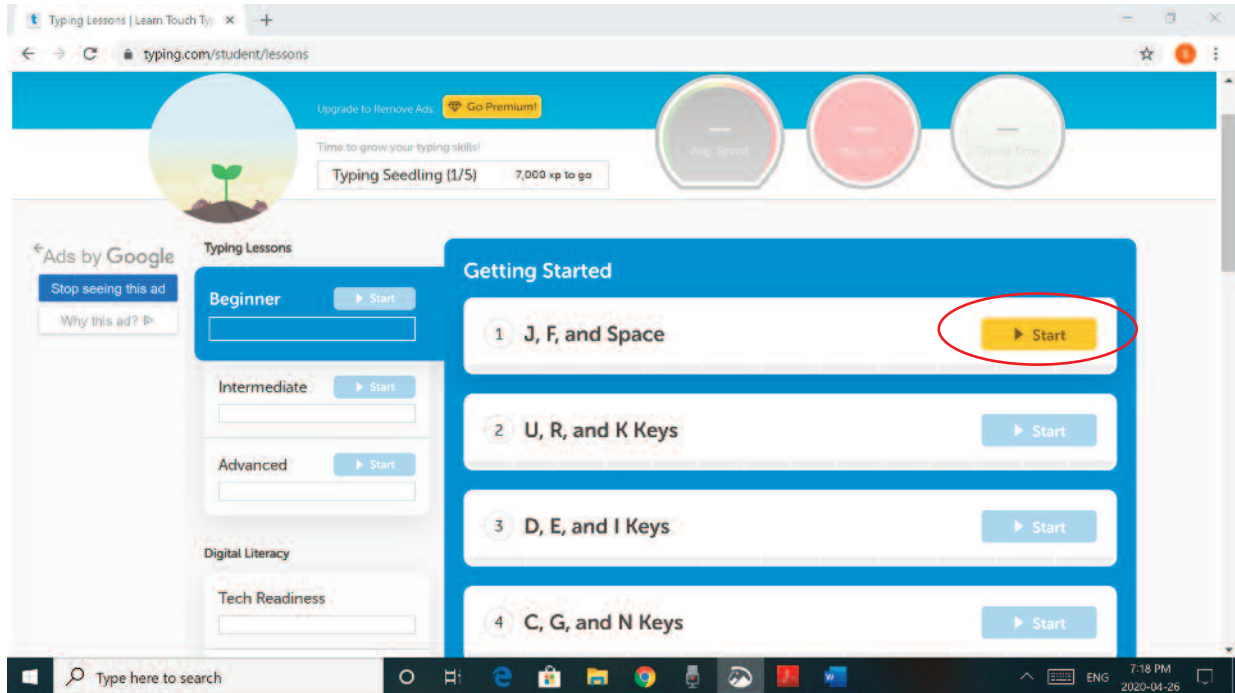 Typing Lessons | Learn Touch Ty
typing.com/student/lessons
Upgrade to Remove Ads. Go Premium!
Time to grow your typing skills!
Typing Seedling (1/5) 7,000 xp to go
Avg. Speed
Typing Time
Ads by Google
Stop seeing this ad
Why this ad?
Typing Lessons
Beginner Start
Intermediate Start
Advanced Start
Digital Literacy
Tech Readiness
Getting Started
1 J, F, and Space Start
2 U, R, and K Keys Start
3 D, E, and I Keys Start
4 C, G, and N Keys Start
Type here to search
ENG
7:18 PM
2020-04-26